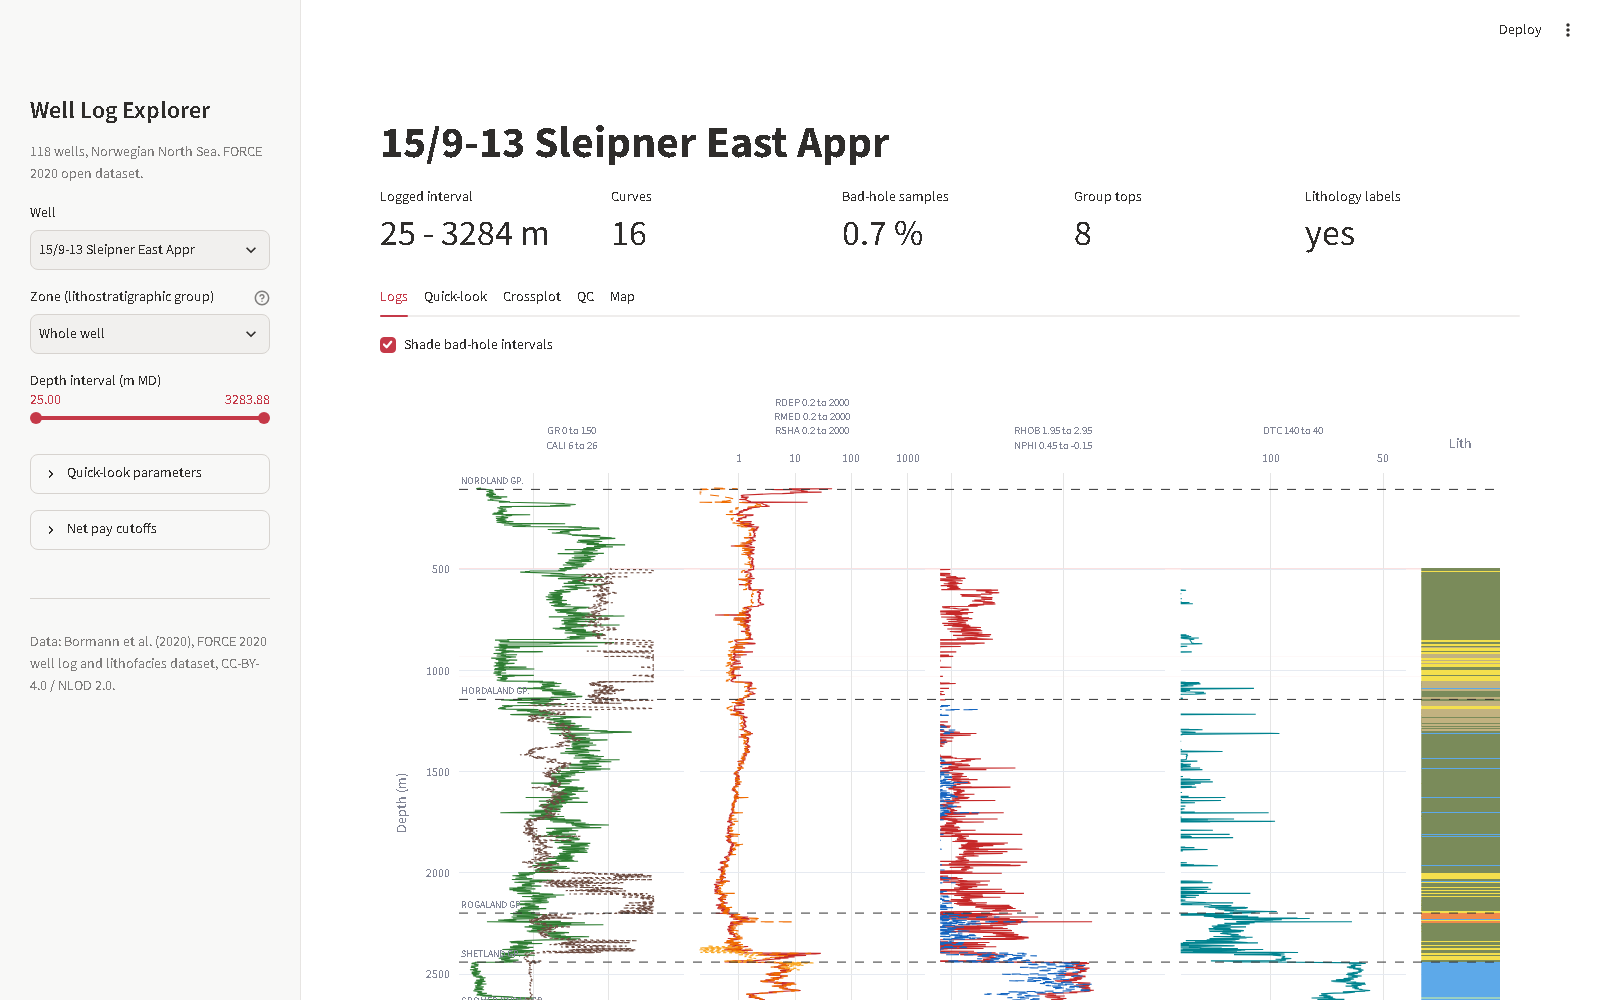 Deploy
Well Log Explorer
118 wells, Norwegian North Sea. FORCE
2020 open dataset.
Well
15/9-13 Sleipner East Appr
Zone (lithostratigraphic group)
Whole well
Depth interval (m MD)
25.00
3283.88
Quick-look parameters
Net pay cutoffs
Data: Bormann et al. (2020), FORCE 2020
well log and lithofacies dataset, CC-BY-
4.0 / NLOD 2.0.
15/9-13 Sleipner East Appr
Logged interval
25 - 3284 m
Curves
16
Bad-hole samples
0.7 %
Group tops
8
Lithology labels
yes
Logs Quick-look Crossplot QC Map
Shade bad-hole intervals
GR 0 to 150
CALI 6 to 26
RDEP 0.2 to 2000
RMED 0.2 to 2000
RSHA 0.2 to 2000
1 10 100 1000
RHOB 1.95 to 2.95
NPHI 0.45 to -0.15
DTC 140 to 40
100 50
Lith
Depth (m)
NORDLAND GP.
500
1000
HORDALAND GP.
1500
2000
ROGALAND GP.
SHETLAND
2500